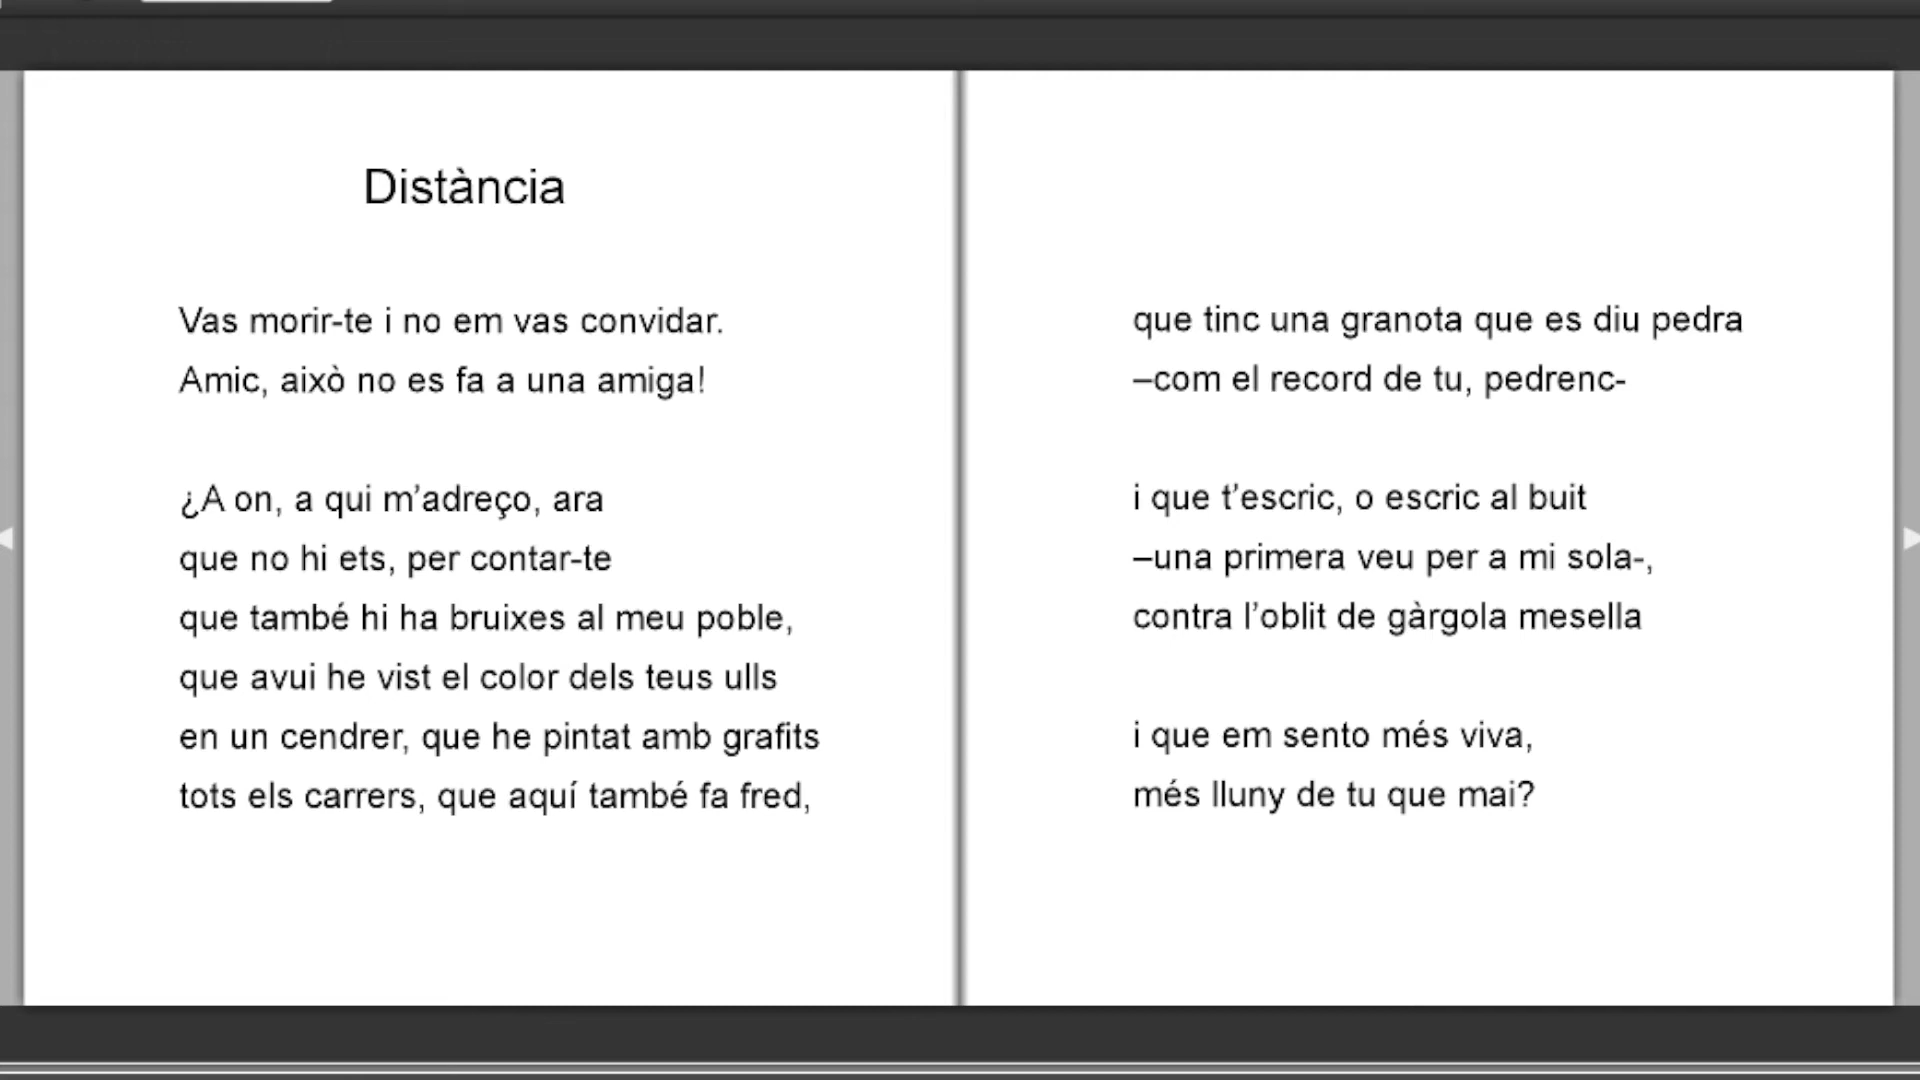 Distància
Vas morir-te i no em vas convidar.
Amic, això no es fa a una amiga!
¿A on, a qui m’adreço, ara
que no hi ets, per contar-te
que també hi ha bruixes al meu poble,
que avui he vist el color dels teus ulls
en un cendrer, que he pintat amb grafits
tots els carrers, que aquí també fa fred,
que tinc una granota que es diu pedra
–com el record de tu, pedrenc-
i que t’escric, o escric al buit
–una primera veu per a mi sola-,
contra l’oblit de gàrgola mesella
i que em sento més viva,
més lluny de tu que mai?